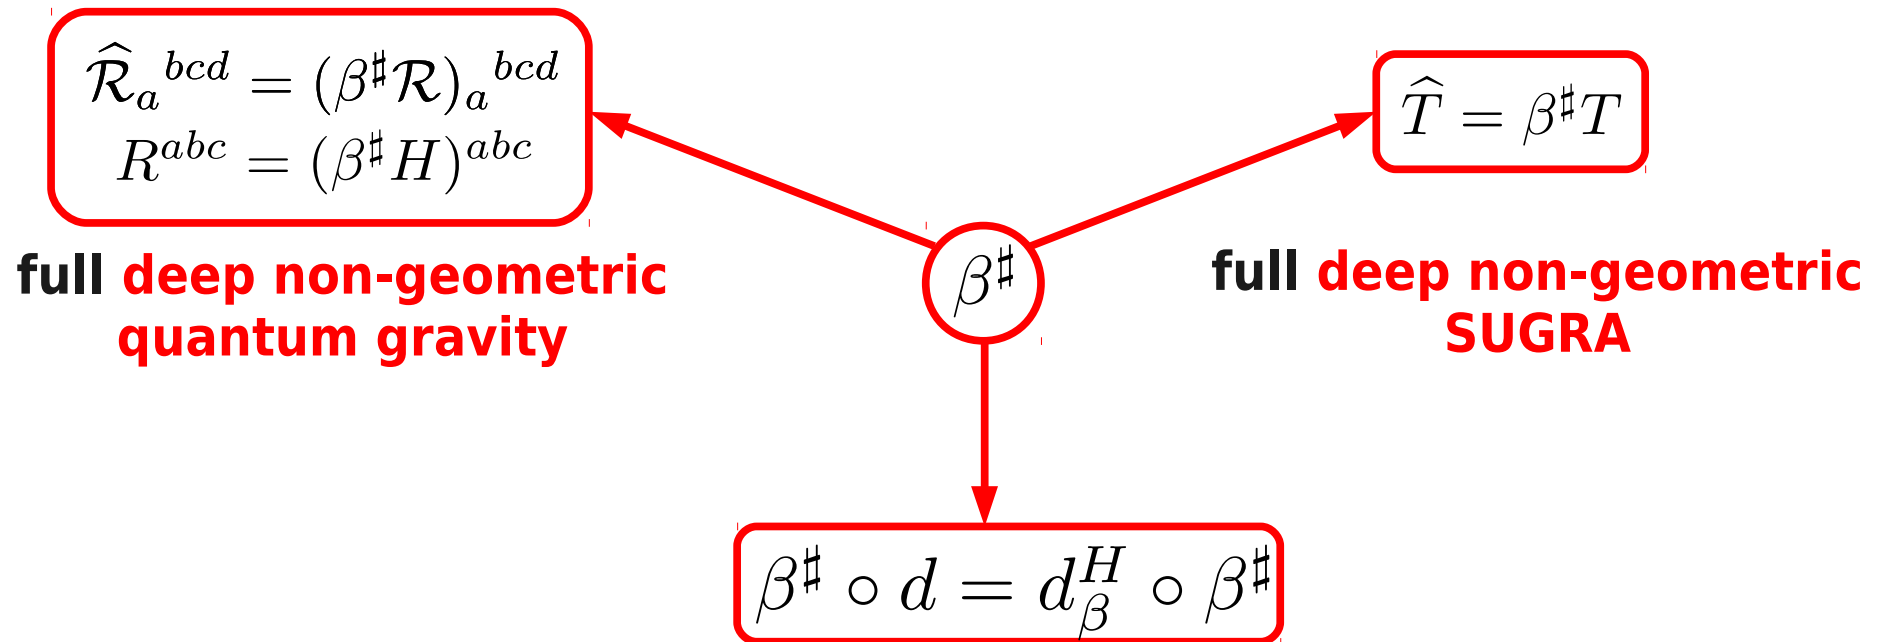 $\widehat{\mathcal{R}}_a{}^{bcd} = (\beta^\sharp \mathcal{R})_a{}^{bcd}$
$R^{abc} = (\beta^\sharp H)^{abc}$
full deep non-geometric
quantum gravity
$\widehat{T} = \beta^\sharp T$
full deep non-geometric
SUGRA
$\beta^\sharp$
$\beta^\sharp \circ d = d_\beta^H \circ \beta^\sharp$